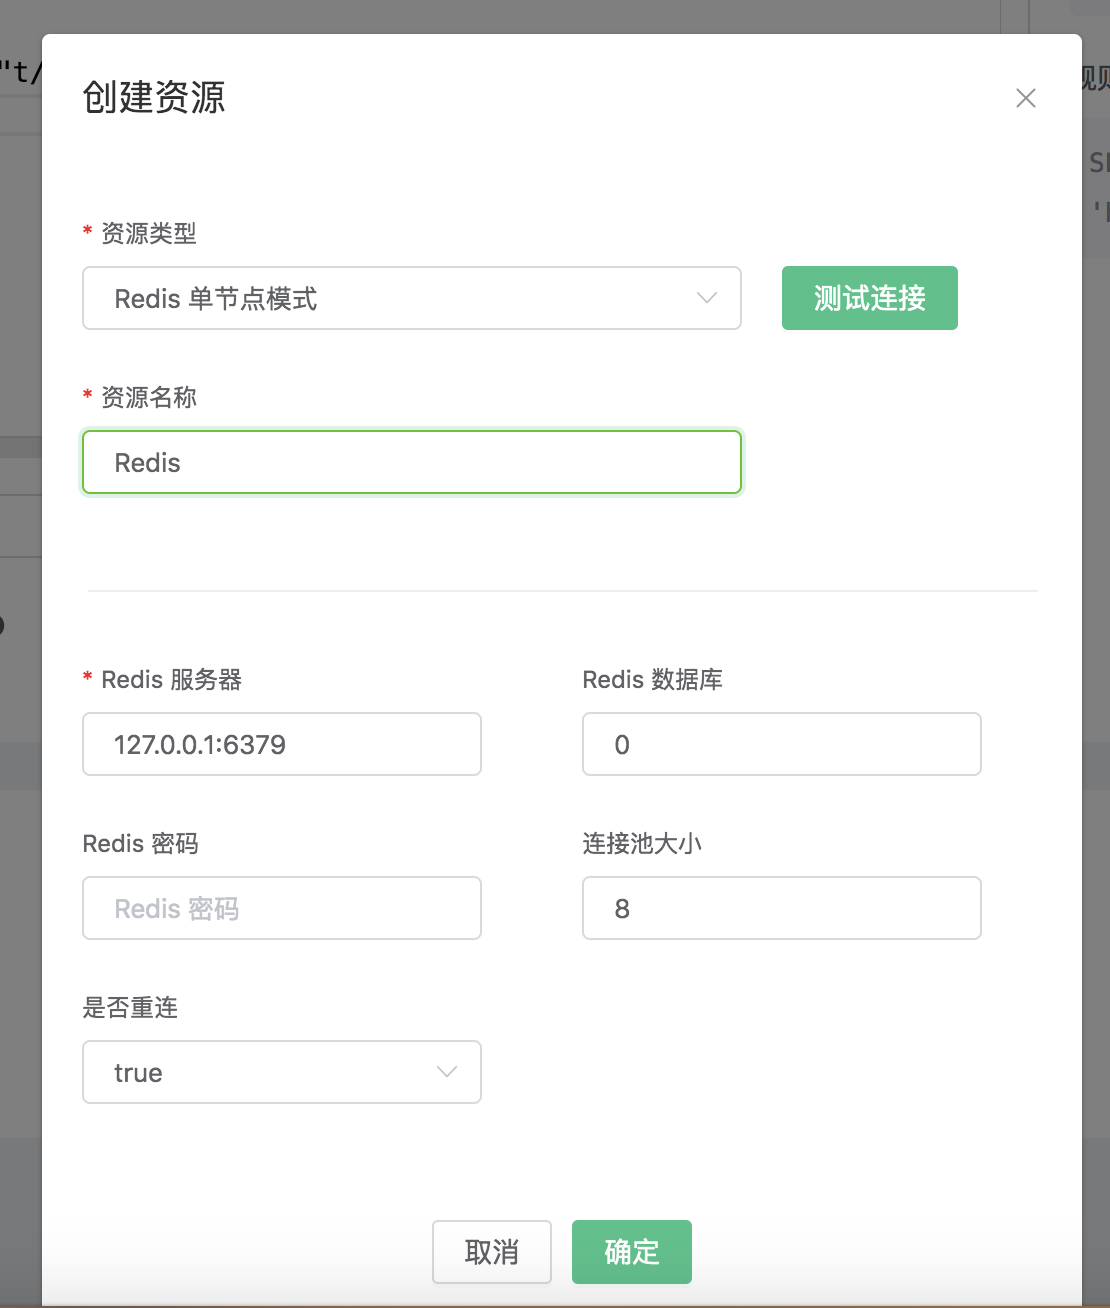 "t/
创建资源
* 资源类型
Redis 单节点模式
测试连接
* 资源名称
Redis
* Redis 服务器
Redis 数据库
127.0.0.1:6379
0
Redis 密码
连接池大小
Redis 密码
8
是否重连
true
取消
确定